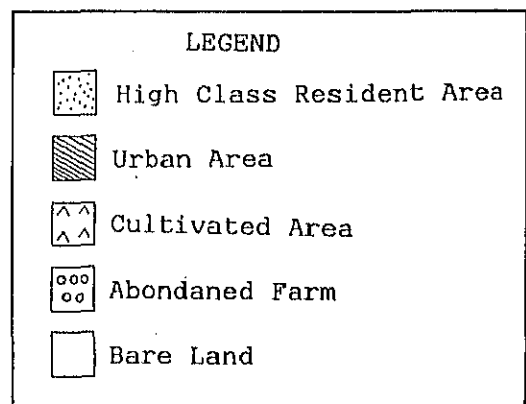 LEGEND
High Class Resident Area
Urban Area
Cultivated Area
Abondaned Farm
Bare Land